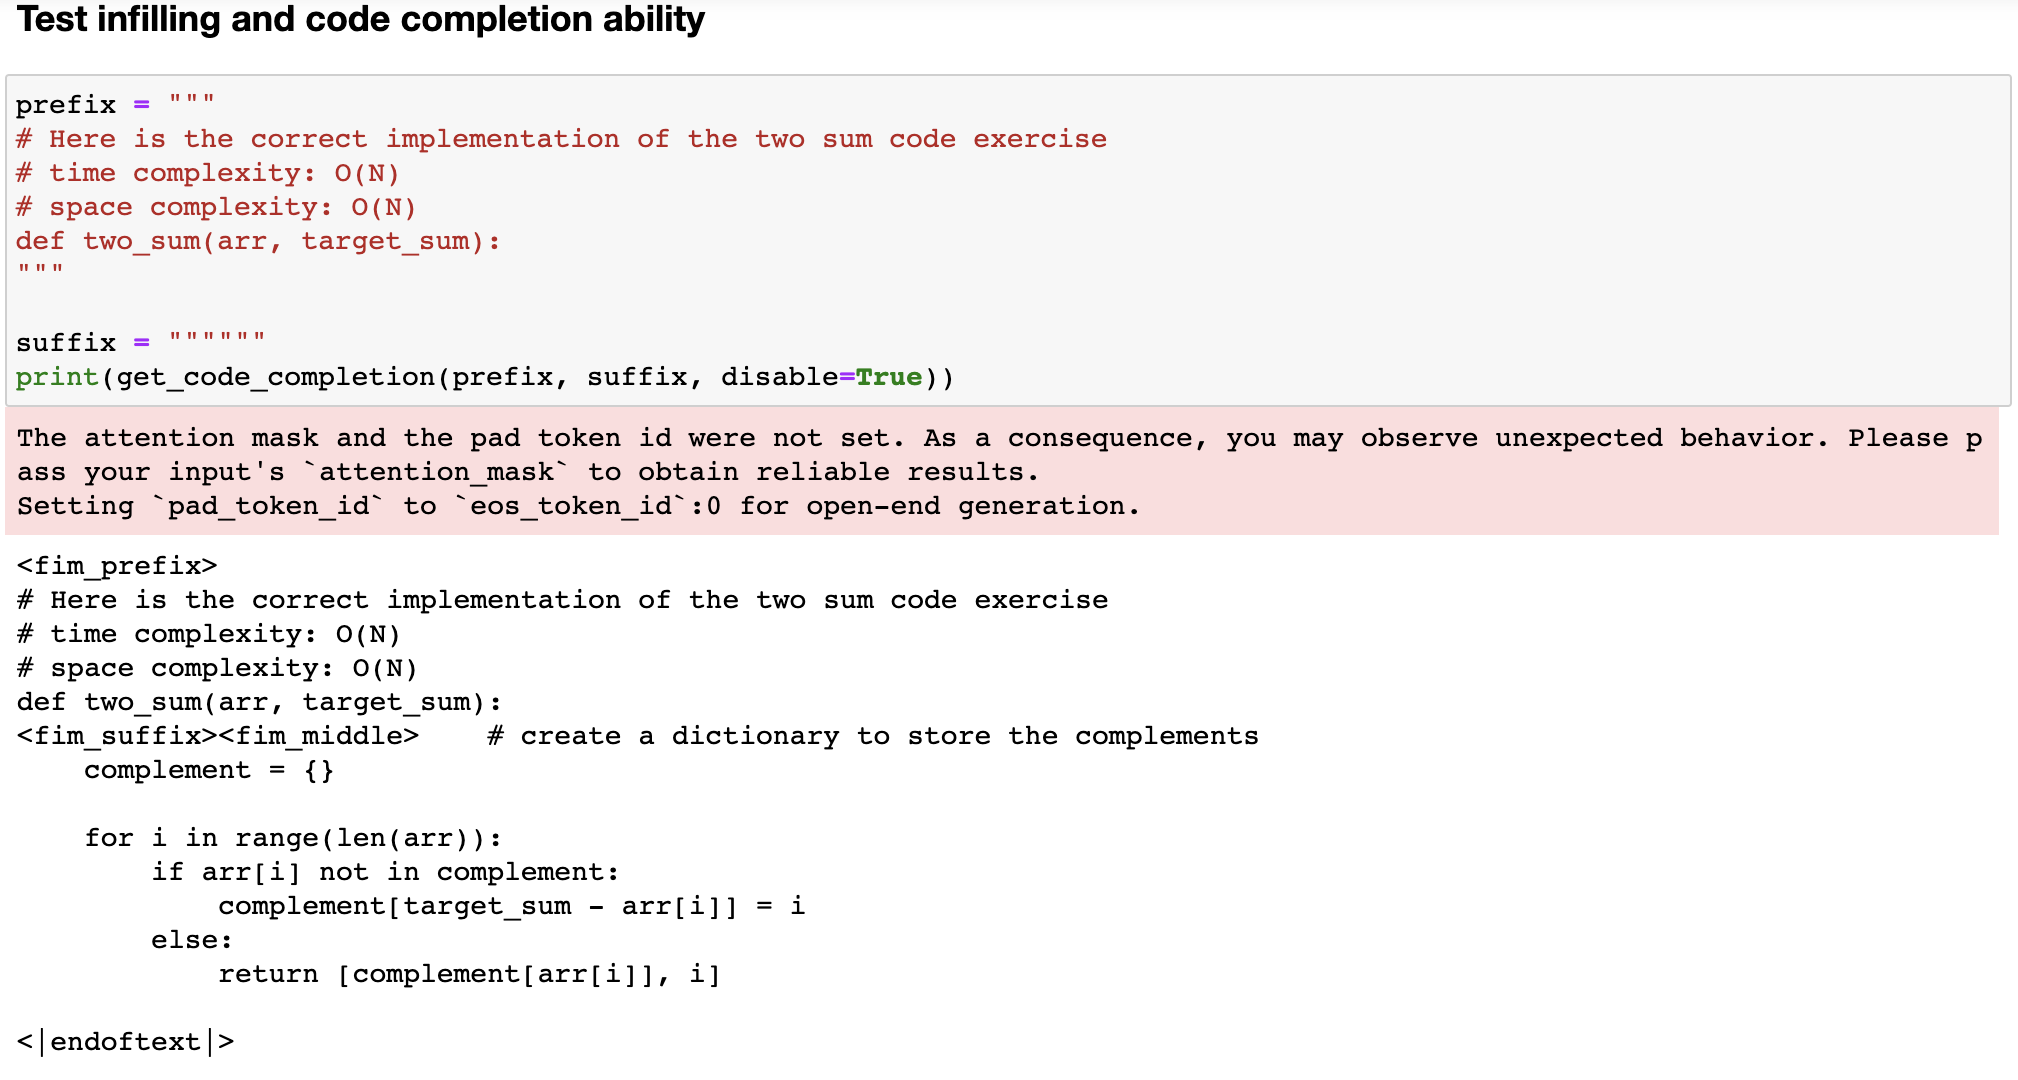 Test infilling and code completion ability
prefix = """
# Here is the correct implementation of the two sum code exercise
# time complexity: O(N)
# space complexity: O(N)
def two_sum(arr, target_sum):
"""
suffix = """"""
print(get_code_completion(prefix, suffix, disable=True))
The attention mask and the pad token id were not set. As a consequence, you may observe unexpected behavior. Please p
ass your input's `attention_mask` to obtain reliable results.
Setting `pad_token_id` to `eos_token_id`:0 for open-end generation.
<fim_prefix>
# Here is the correct implementation of the two sum code exercise
# time complexity: O(N)
# space complexity: O(N)
def two_sum(arr, target_sum):
<fim_suffix><fim_middle>    # create a dictionary to store the complements
    complement = {}
    for i in range(len(arr)):
        if arr[i] not in complement:
            complement[target_sum - arr[i]] = i
        else:
            return [complement[arr[i]], i]
<|endoftext|>